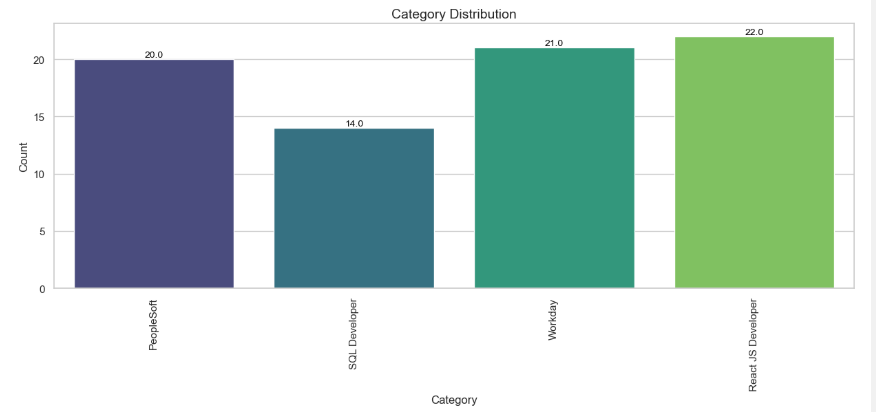 Category Distribution
Count
20
15
10
5
0
20.0
14.0
21.0
22.0
PeopleSoft
SQL Developer
Workday
React JS Developer
Category